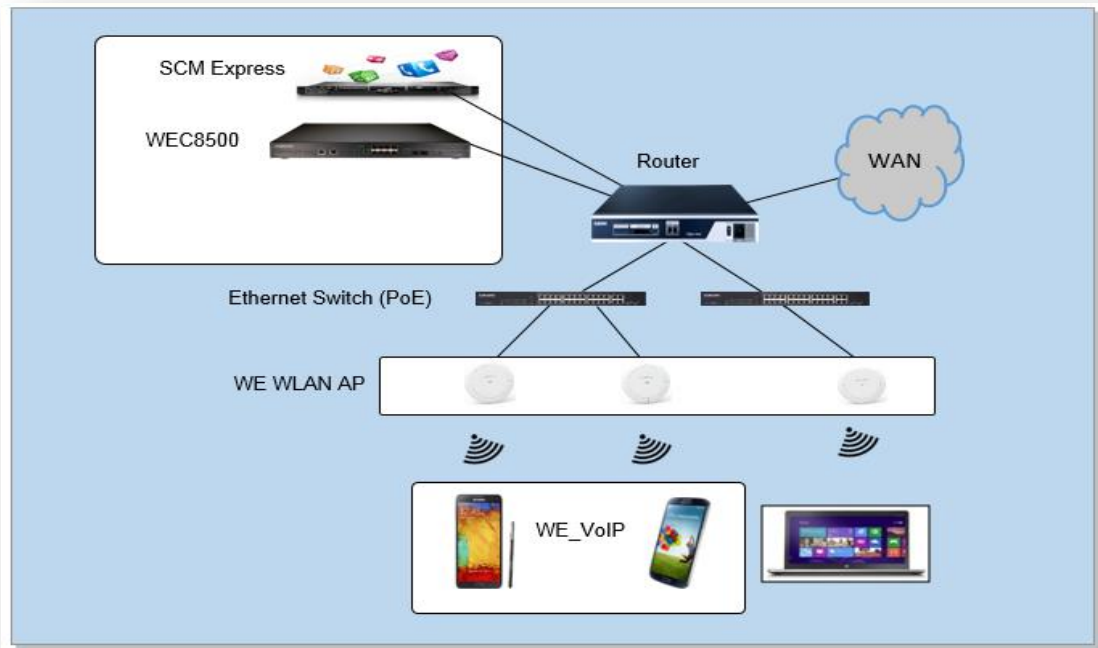 SCM Express
WEC8500
Router
WAN
Ethernet Switch (PoE)
WE WLAN AP
WE_VoIP